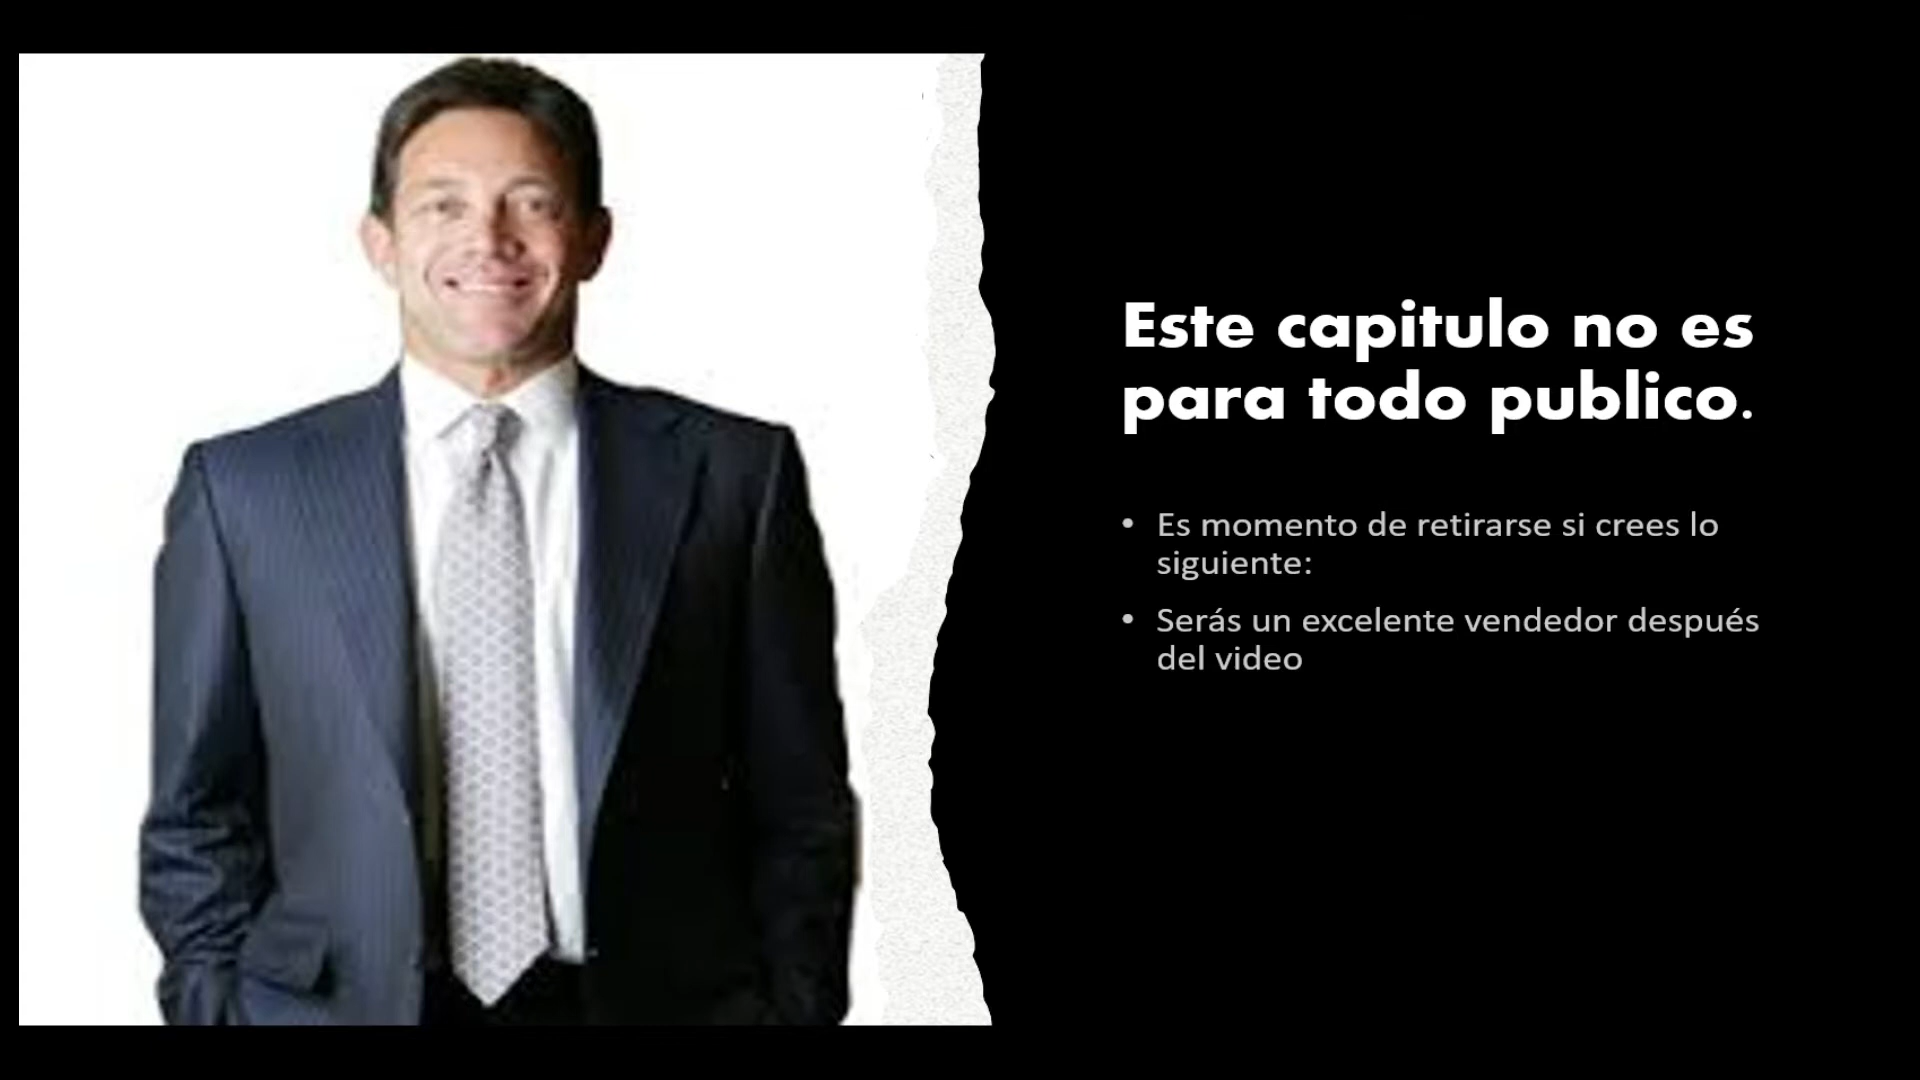 Este capitulo no es
para todo publico.
• Es momento de retirarse si crees lo
siguiente:
• Serás un excelente vendedor después
del video